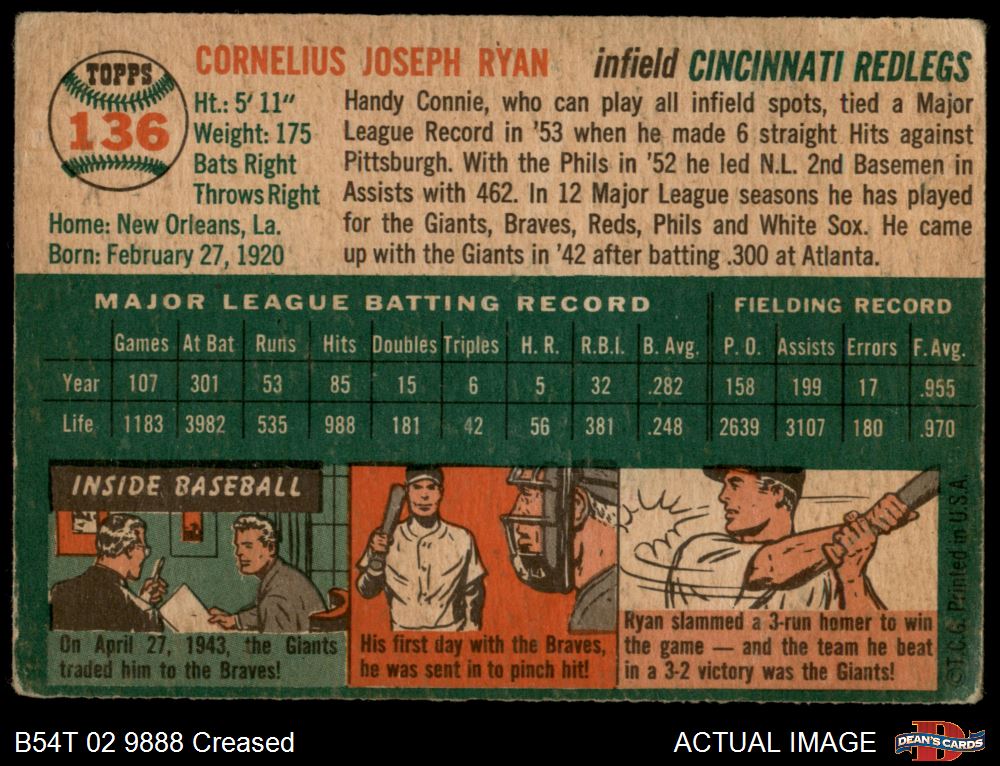 TOPPS
136
CORNELIUS JOSEPH RYAN infield CINCINNATI REDLEGS
Ht.: 5' 11"
Weight: 175
Bats Right
Throws Right
Home: New Orleans, La.
Born: February 27, 1920
Handy Connie, who can play all infield spots, tied a Major
League Record in '53 when he made 6 straight Hits against
Pittsburgh. With the Phils in '52 he led N.L. 2nd Basemen in
Assists with 462. In 12 Major League seasons he has played
for the Giants, Braves, Reds, Phils and White Sox. He came
up with the Giants in '42 after batting .300 at Atlanta.
MAJOR LEAGUE BATTING RECORD FIELDING RECORD
Games At Bat Runs Hits Doubles Triples H. R. R.B.I. B. Avg. P. O. Assists Errors F. Avg.
Year 107 301 53 85 15 6 5 32 .282 158 199 17 .955
Life 1183 3982 535 988 181 42 56 381 .248 2639 3107 180 .970
INSIDE BASEBALL
On April 27, 1943, the Giants
traded him to the Braves!
His first day with the Braves,
he was sent in to pinch hit!
Ryan slammed a 3-run homer to win
the game — and the team he beat
in a 3-2 victory was the Giants!
©T.C.G. Printed in U.S.A.
B54T 02 9888 Creased
ACTUAL IMAGE
D
DEAN'S CARDS